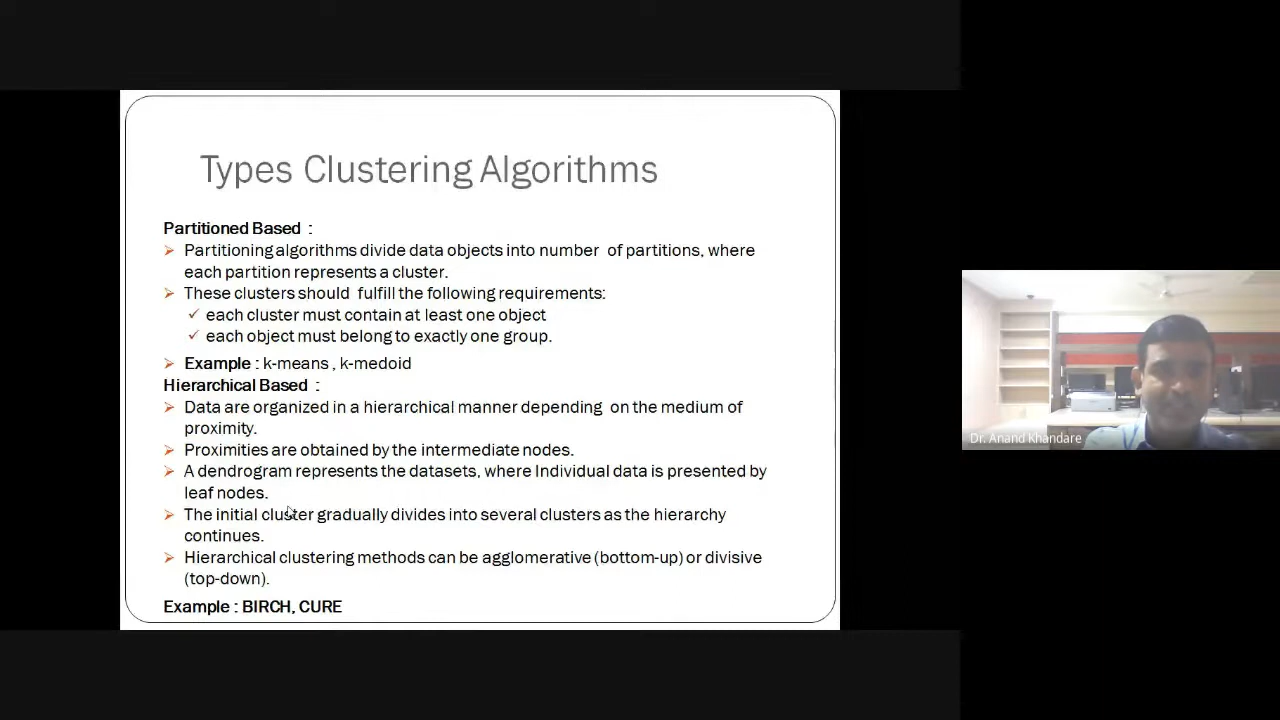 Types Clustering Algorithms
Partitioned Based :
Partitioning algorithms divide data objects into number of partitions, where
each partition represents a cluster.
These clusters should fulfill the following requirements:
each cluster must contain at least one object
each object must belong to exactly one group.
Example : k-means , k-medoid
Hierarchical Based :
Data are organized in a hierarchical manner depending on the medium of
proximity.
Proximities are obtained by the intermediate nodes.
A dendrogram represents the datasets, where Individual data is presented by
leaf nodes.
The initial cluster gradually divides into several clusters as the hierarchy
continues.
Hierarchical clustering methods can be agglomerative (bottom-up) or divisive
(top-down).
Example : BIRCH, CURE
Dr. Anand Khandare